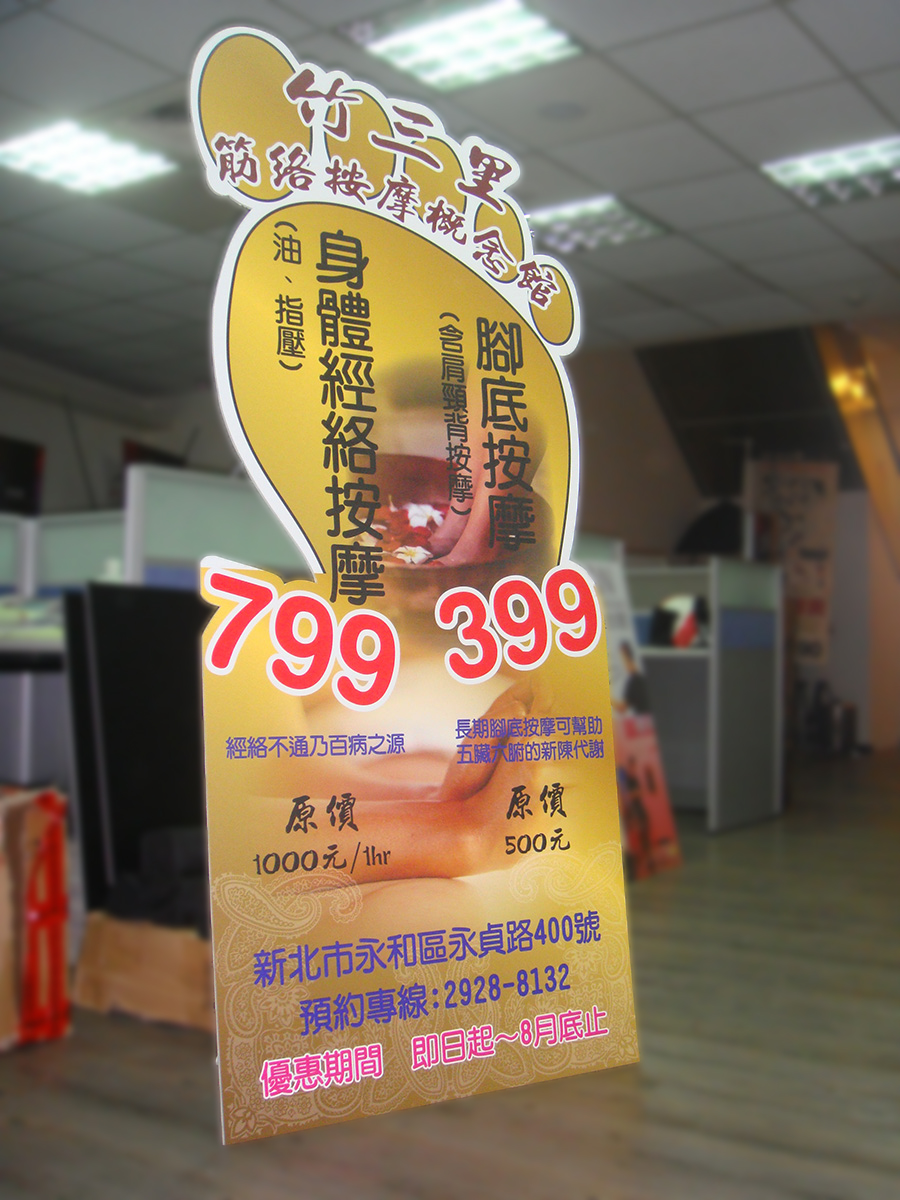 竹三里
筋絡按摩概念館
腳底按摩
(含肩頸背按摩)
399
身體經絡按摩
(油、指壓)
799
長期腳底按摩可幫助
五臟六腑的新陳代謝
原價
500元
經絡不通乃百病之源
原價
1000元/1hr
新北市永和區永貞路400號
預約專線:2928-8132
優惠期間 即日起～8月底止